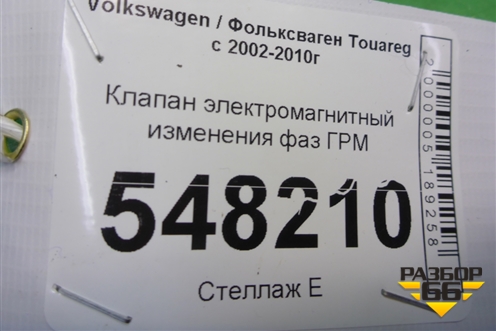 Volkswagen / Фольксваген Touareg
с 2002-2010г
Клапан электромагнитный
изменения фаз ГРМ
548210
Стеллаж Е
2000005189258
РАЗБОР
66